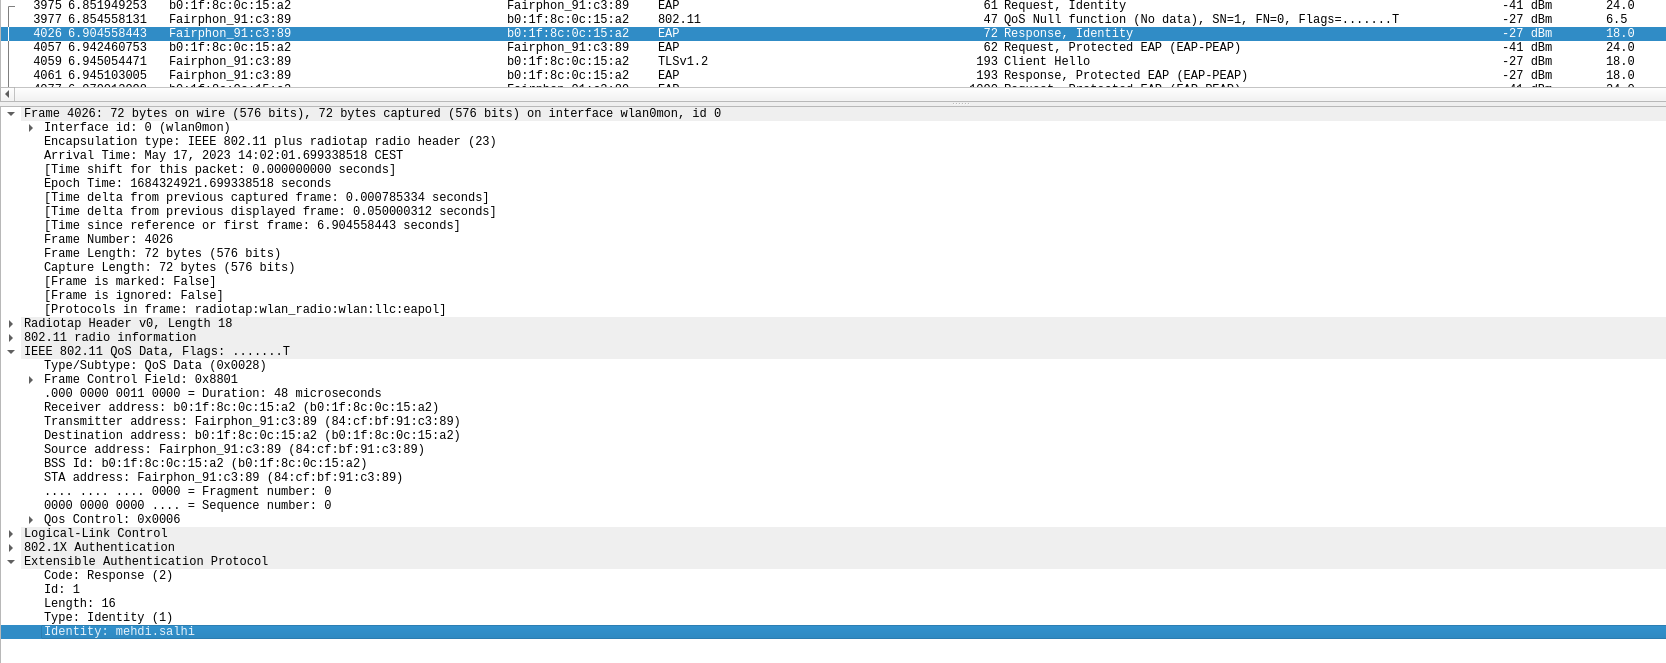 3975 6.851949253 b0:1f:8c:0c:15:a2 Fairphon_91:c3:89 EAP 61 Request, Identity -41 dBm 24.0
3977 6.854558131 Fairphon_91:c3:89 b0:1f:8c:0c:15:a2 802.11 47 QoS Null function (No data), SN=1, FN=0, Flags=.......T -27 dBm 6.5
4026 6.904558443 Fairphon_91:c3:89 b0:1f:8c:0c:15:a2 EAP 72 Response, Identity -27 dBm 18.0
4057 6.942460753 b0:1f:8c:0c:15:a2 Fairphon_91:c3:89 EAP 62 Request, Protected EAP (EAP-PEAP) -41 dBm 24.0
4059 6.945054471 Fairphon_91:c3:89 b0:1f:8c:0c:15:a2 TLSv1.2 193 Client Hello -27 dBm 18.0
4061 6.945103005 Fairphon_91:c3:89 b0:1f:8c:0c:15:a2 EAP 193 Response, Protected EAP (EAP-PEAP) -27 dBm 18.0
Frame 4026: 72 bytes on wire (576 bits), 72 bytes captured (576 bits) on interface wlan0mon, id 0
Interface id: 0 (wlan0mon)
Encapsulation type: IEEE 802.11 plus radiotap radio header (23)
Arrival Time: May 17, 2023 14:02:01.699338518 CEST
[Time shift for this packet: 0.000000000 seconds]
Epoch Time: 1684324921.699338518 seconds
[Time delta from previous captured frame: 0.000785334 seconds]
[Time delta from previous displayed frame: 0.050000312 seconds]
[Time since reference or first frame: 6.904558443 seconds]
Frame Number: 4026
Frame Length: 72 bytes (576 bits)
Capture Length: 72 bytes (576 bits)
[Frame is marked: False]
[Frame is ignored: False]
[Protocols in frame: radiotap:wlan_radio:wlan:llc:eapol]
Radiotap Header v0, Length 18
802.11 radio information
IEEE 802.11 QoS Data, Flags: .......T
Type/Subtype: QoS Data (0x0028)
Frame Control Field: 0x8801
.000 0000 0011 0000 = Duration: 48 microseconds
Receiver address: b0:1f:8c:0c:15:a2 (b0:1f:8c:0c:15:a2)
Transmitter address: Fairphon_91:c3:89 (84:cf:bf:91:c3:89)
Destination address: b0:1f:8c:0c:15:a2 (b0:1f:8c:0c:15:a2)
Source address: Fairphon_91:c3:89 (84:cf:bf:91:c3:89)
BSS Id: b0:1f:8c:0c:15:a2 (b0:1f:8c:0c:15:a2)
STA address: Fairphon_91:c3:89 (84:cf:bf:91:c3:89)
.... .... .... 0000 = Fragment number: 0
0000 0000 0000 .... = Sequence number: 0
Qos Control: 0x0006
Logical-Link Control
802.1X Authentication
Extensible Authentication Protocol
Code: Response (2)
Id: 1
Length: 16
Type: Identity (1)
Identity: mehdi.salhi